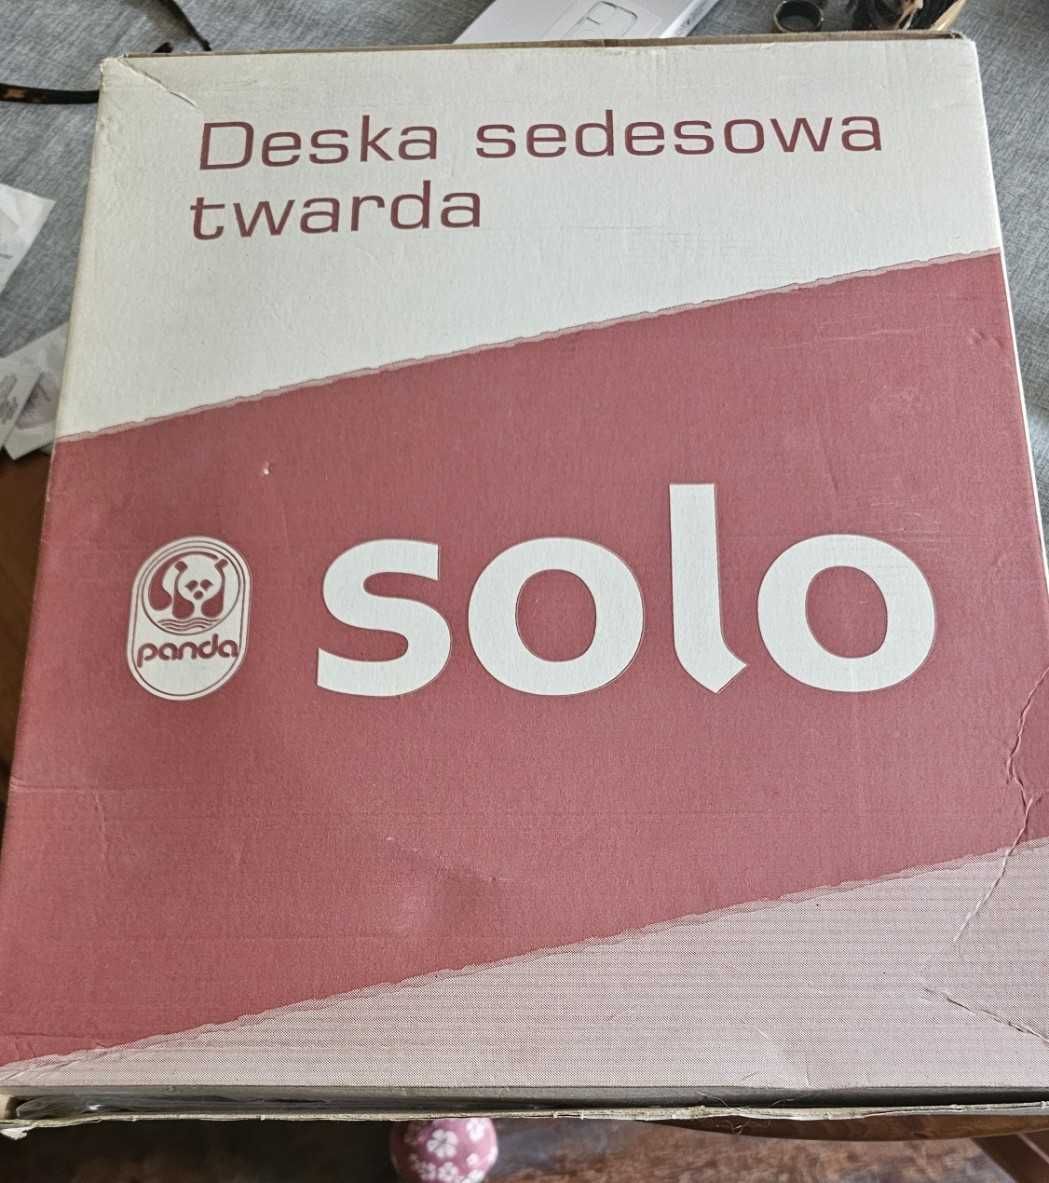 Deska sedesowa
twarda
panda
solo